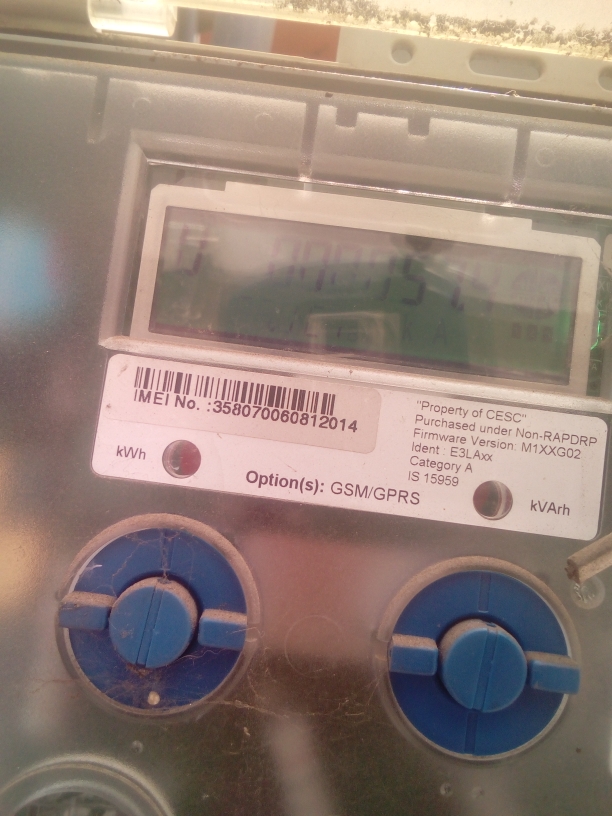 IMEI No. :358070060812014
"Property of CESC"
Purchased under Non-RAPDRP
Firmware Version: M1XXG02
Ident : E3LAxx
Category A
IS 15959
kWh
Option(s): GSM/GPRS
kVArh